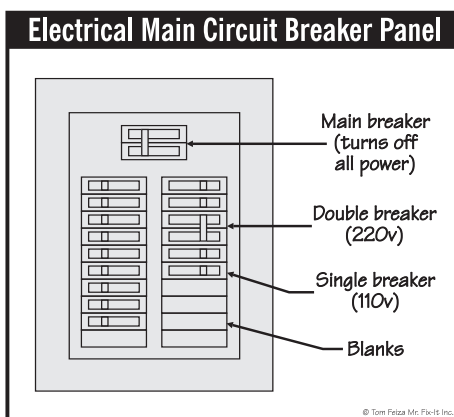 Electrical Main Circuit Breaker Panel
Main breaker
(turns off
all power)
Double breaker
(220v)
Single breaker
(110v)
Blanks
© Tom Feiza Mr. Fix-It Inc.